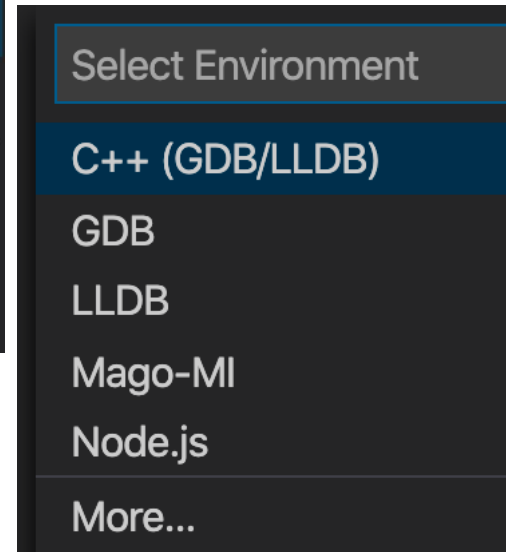 Select Environment
C++ (GDB/LLDB)
GDB
LLDB
Mago-MI
Node.js
More...